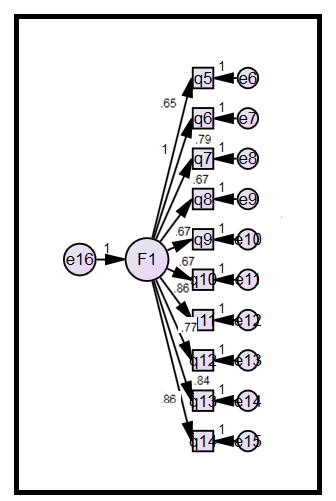 1
q5 e6
.65
1
q6 e7
.79
1
1
q7 e8
.67
1
q8 e9
.67
1
q9 e10
e16 1 F1
.67
1
q10 e11
.86
1
11 e12
.77
1
q12 e13
.84
1
q13 e14
.86
1
q14 e15